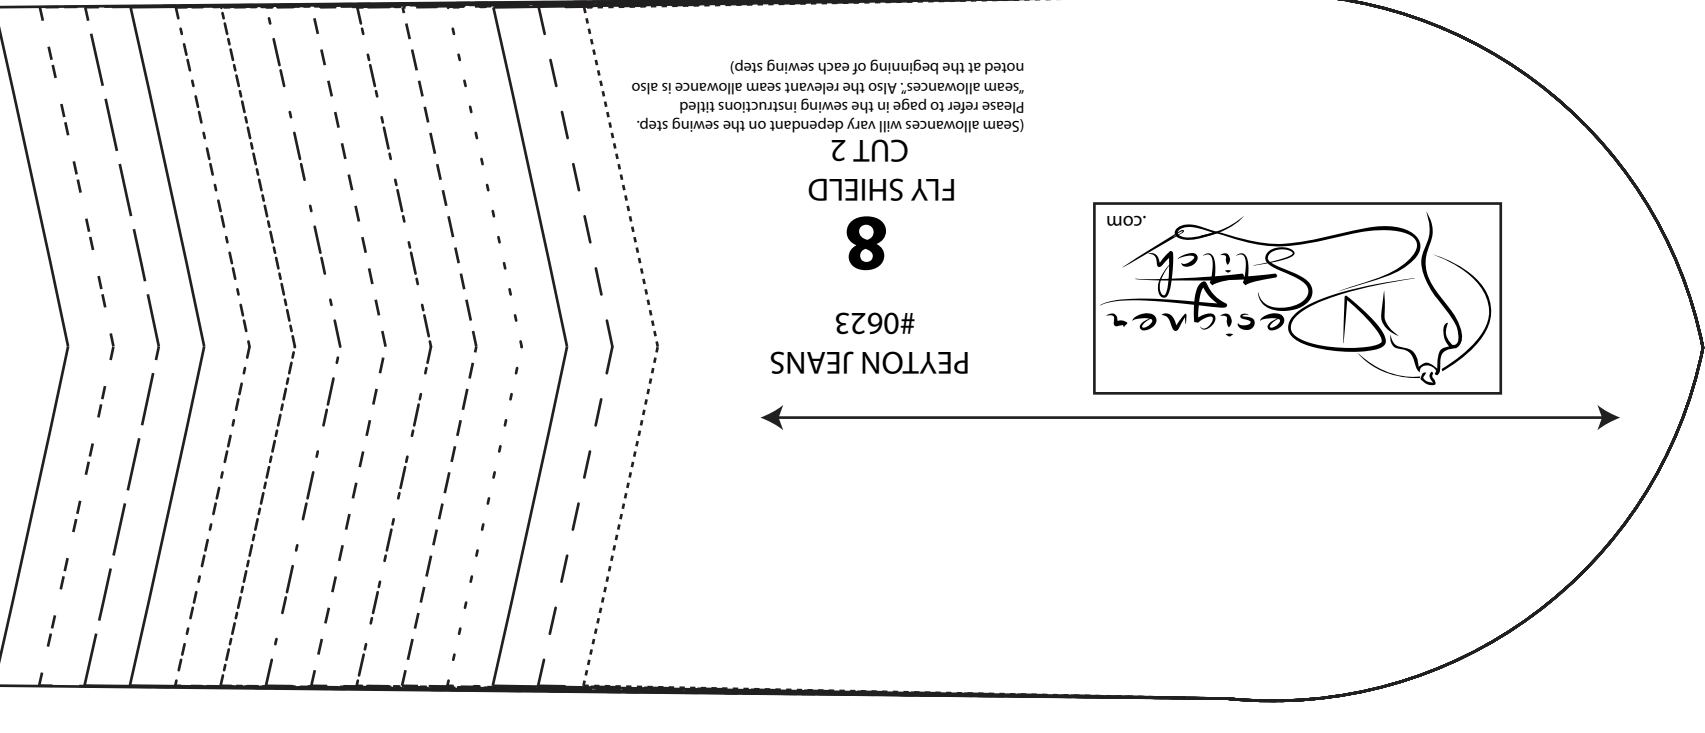 PEYTON JEANS
#0623
8
FLY SHIELD
CUT 2
(Seam allowances will vary dependant on the sewing step.
Please refer to page in the sewing instructions titled
"seam allowances". Also the relevant seam allowance is also
noted at the beginning of each sewing step)
Designer
Stitch
.com